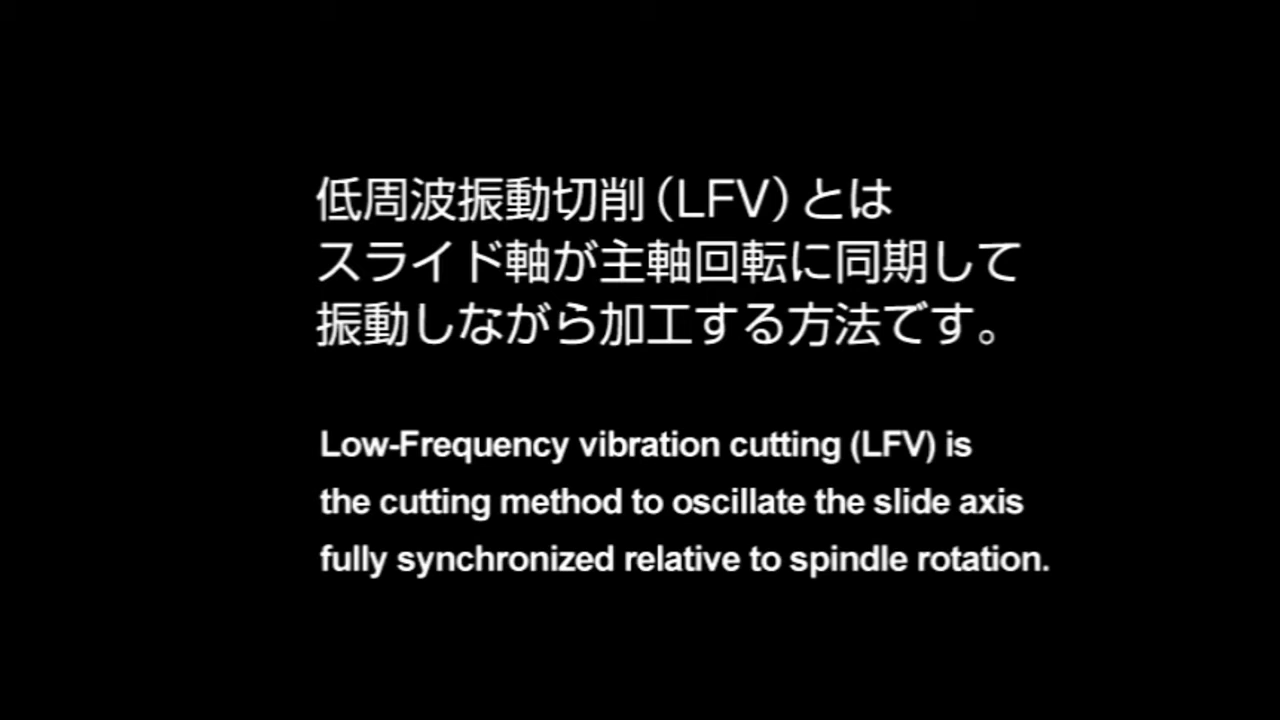 低周波振動切削（LFV）とは
スライド軸が主軸回転に同期して
振動しながら加工する方法です。
Low-Frequency vibration cutting (LFV) is
the cutting method to oscillate the slide axis
fully synchronized relative to spindle rotation.